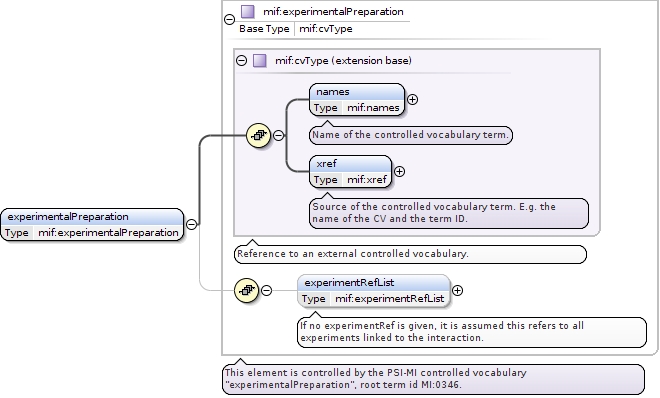 mif:experimentalPreparation
Base Type mif:cvType
mif:cvType (extension base)
names
Type mif:names
Name of the controlled vocabulary term.
xref
Type mif:xref
Source of the controlled vocabulary term. E.g. the
name of the CV and the term ID.
experimentalPreparation
Type mif:experimentalPreparation
Reference to an external controlled vocabulary.
experimentRefList
Type mif:experimentRefList
If no experimentRef is given, it is assumed this refers to all
experiments linked to the interaction.
This element is controlled by the PSI-MI controlled vocabulary
"experimentalPreparation", root term id MI:0346.